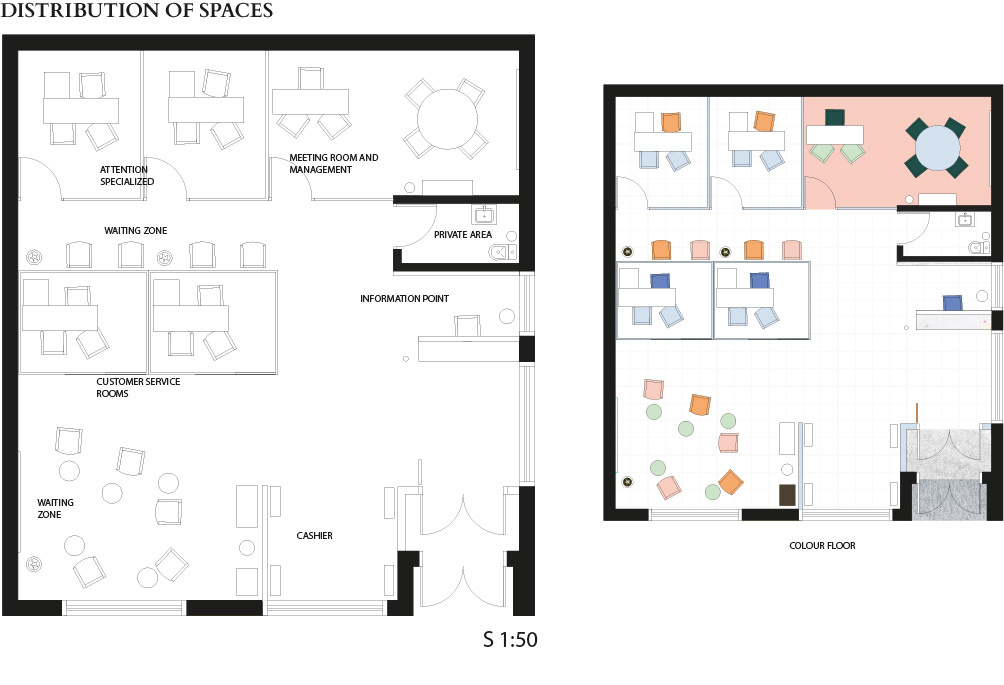 DISTRIBUTION OF SPACES
ATTENTION
SPECIALIZED
MEETING ROOM AND
MANAGEMENT
WAITING ZONE
PRIVATE AREA
INFORMATION POINT
CUSTOMER SERVICE
ROOMS
WAITING
ZONE
CASHIER
COLOUR FLOOR
S 1:50